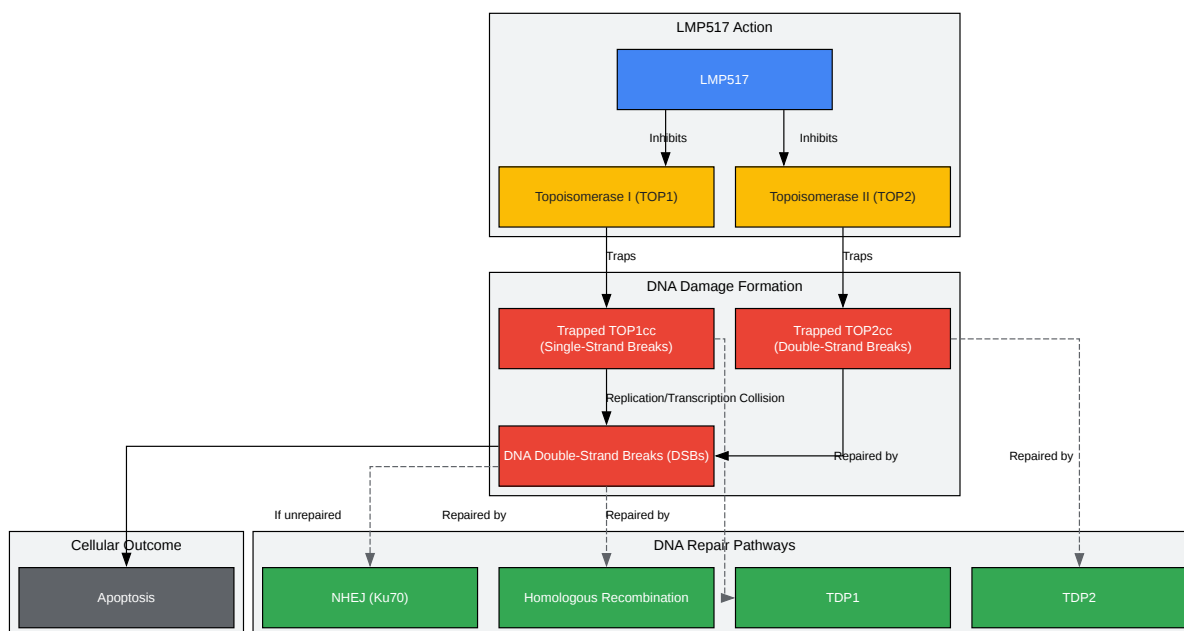 LMP517 Action
LMP517
Inhibits
Inhibits
Topoisomerase I (TOP1)
Topoisomerase II (TOP2)
Traps
Traps
DNA Damage Formation
Trapped TOP1cc
(Single-Strand Breaks)
Trapped TOP2cc
(Double-Strand Breaks)
Replication/Transcription Collision
DNA Double-Strand Breaks (DSBs)
Repaired by
Repaired by
If unrepaired
Repaired by
Repaired by
Cellular Outcome
DNA Repair Pathways
Apoptosis
NHEJ (Ku70)
Homologous Recombination
TDP1
TDP2